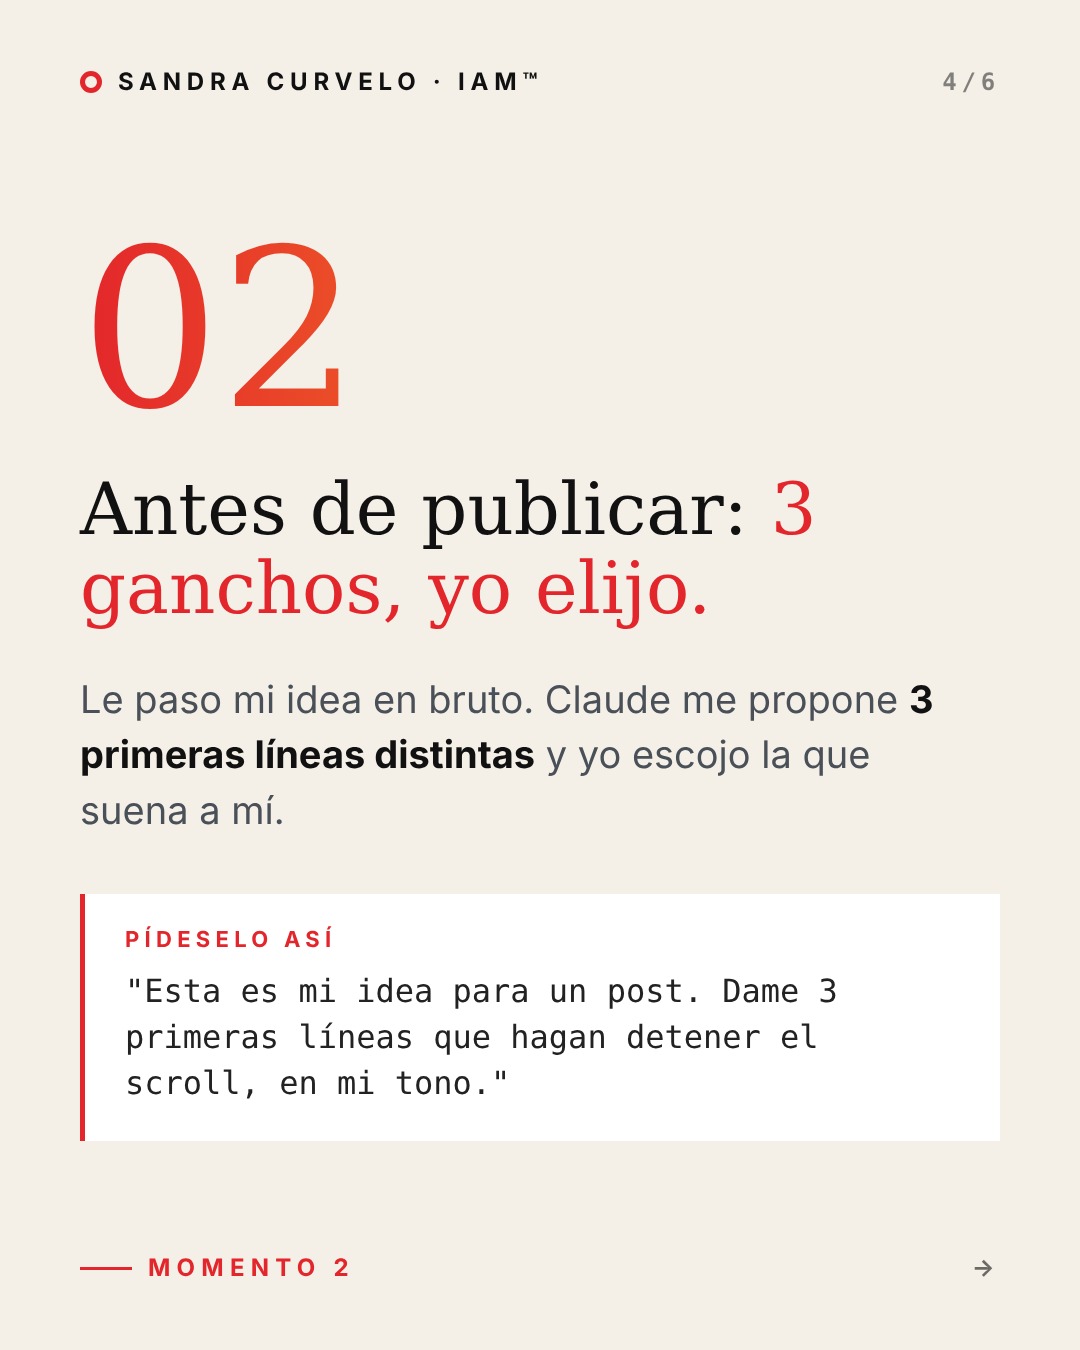 SANDRA CURVELO · IAM™
4/6
02
Antes de publicar: 3
ganchos, yo elijo.
Le paso mi idea en bruto. Claude me propone 3
primeras líneas distintas y yo escojo la que
suena a mí.
PÍDESELO ASÍ
"Esta es mi idea para un post. Dame 3
primeras líneas que hagan detener el
scroll, en mi tono."
MOMENTO 2
→